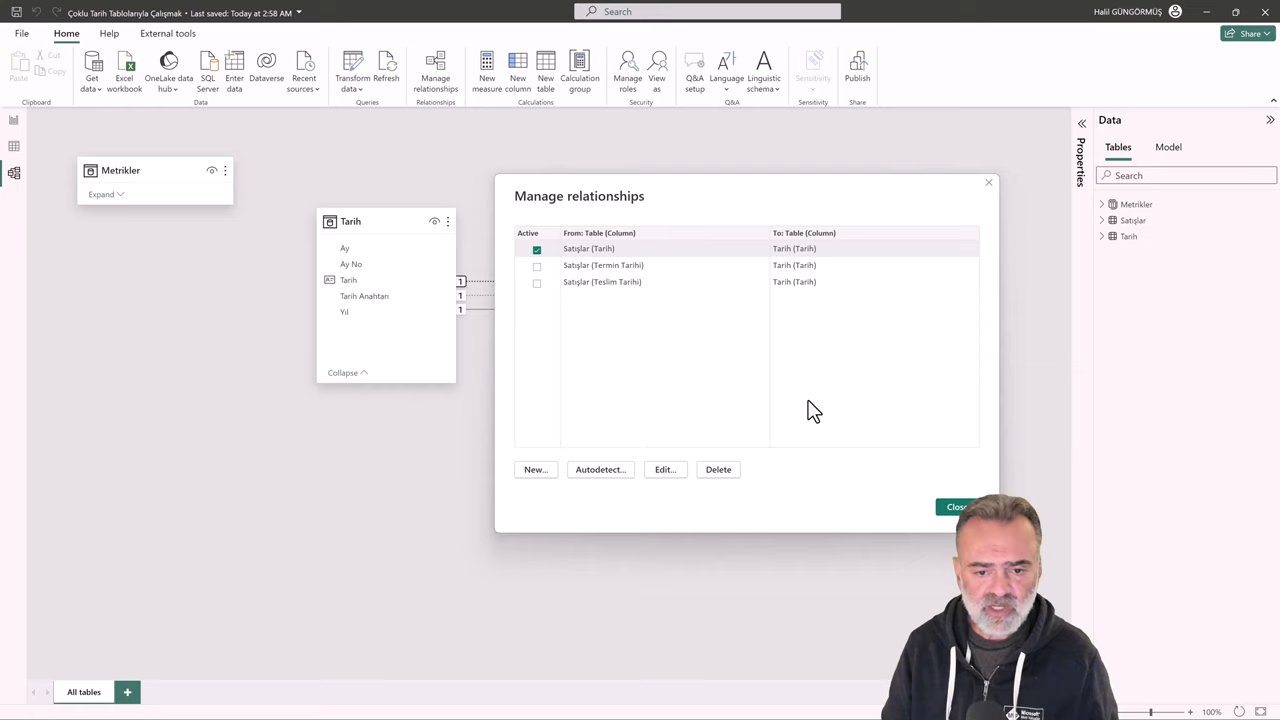 Çoklu Tarih Tablolarıyla Çalışmak • Last saved: Today at 2:58 AM
Search
Halil GÜNGÖRMÜŞ
File
Home
Help
External tools
Share
Paste
Cut
Copy
Clipboard
Get data
Excel workbook
OneLake data hub
SQL Server
Enter data
Dataverse
Recent sources
Data
Transform data
Refresh
Queries
Manage relationships
Relationships
New measure
New column
New table
Calculation group
Calculations
Manage roles
View as
Security
Q&A setup
Language
Linguistic schema
Q&A
Sensitivity
Sensitivity
Publish
Share
Metrikler
Expand
Tarih
Ay
Ay No
Tarih
Tarih Anahtarı
Yıl
Collapse
1
1
1
Manage relationships
Active From: Table (Column) To: Table (Column)
Satışlar (Tarih) Tarih (Tarih)
Satışlar (Termin Tarihi) Tarih (Tarih)
Satışlar (Teslim Tarihi) Tarih (Tarih)
New...
Autodetect...
Edit...
Delete
Properties
Data
Tables
Model
Search
Metrikler
Satışlar
Tarih
All tables
100%